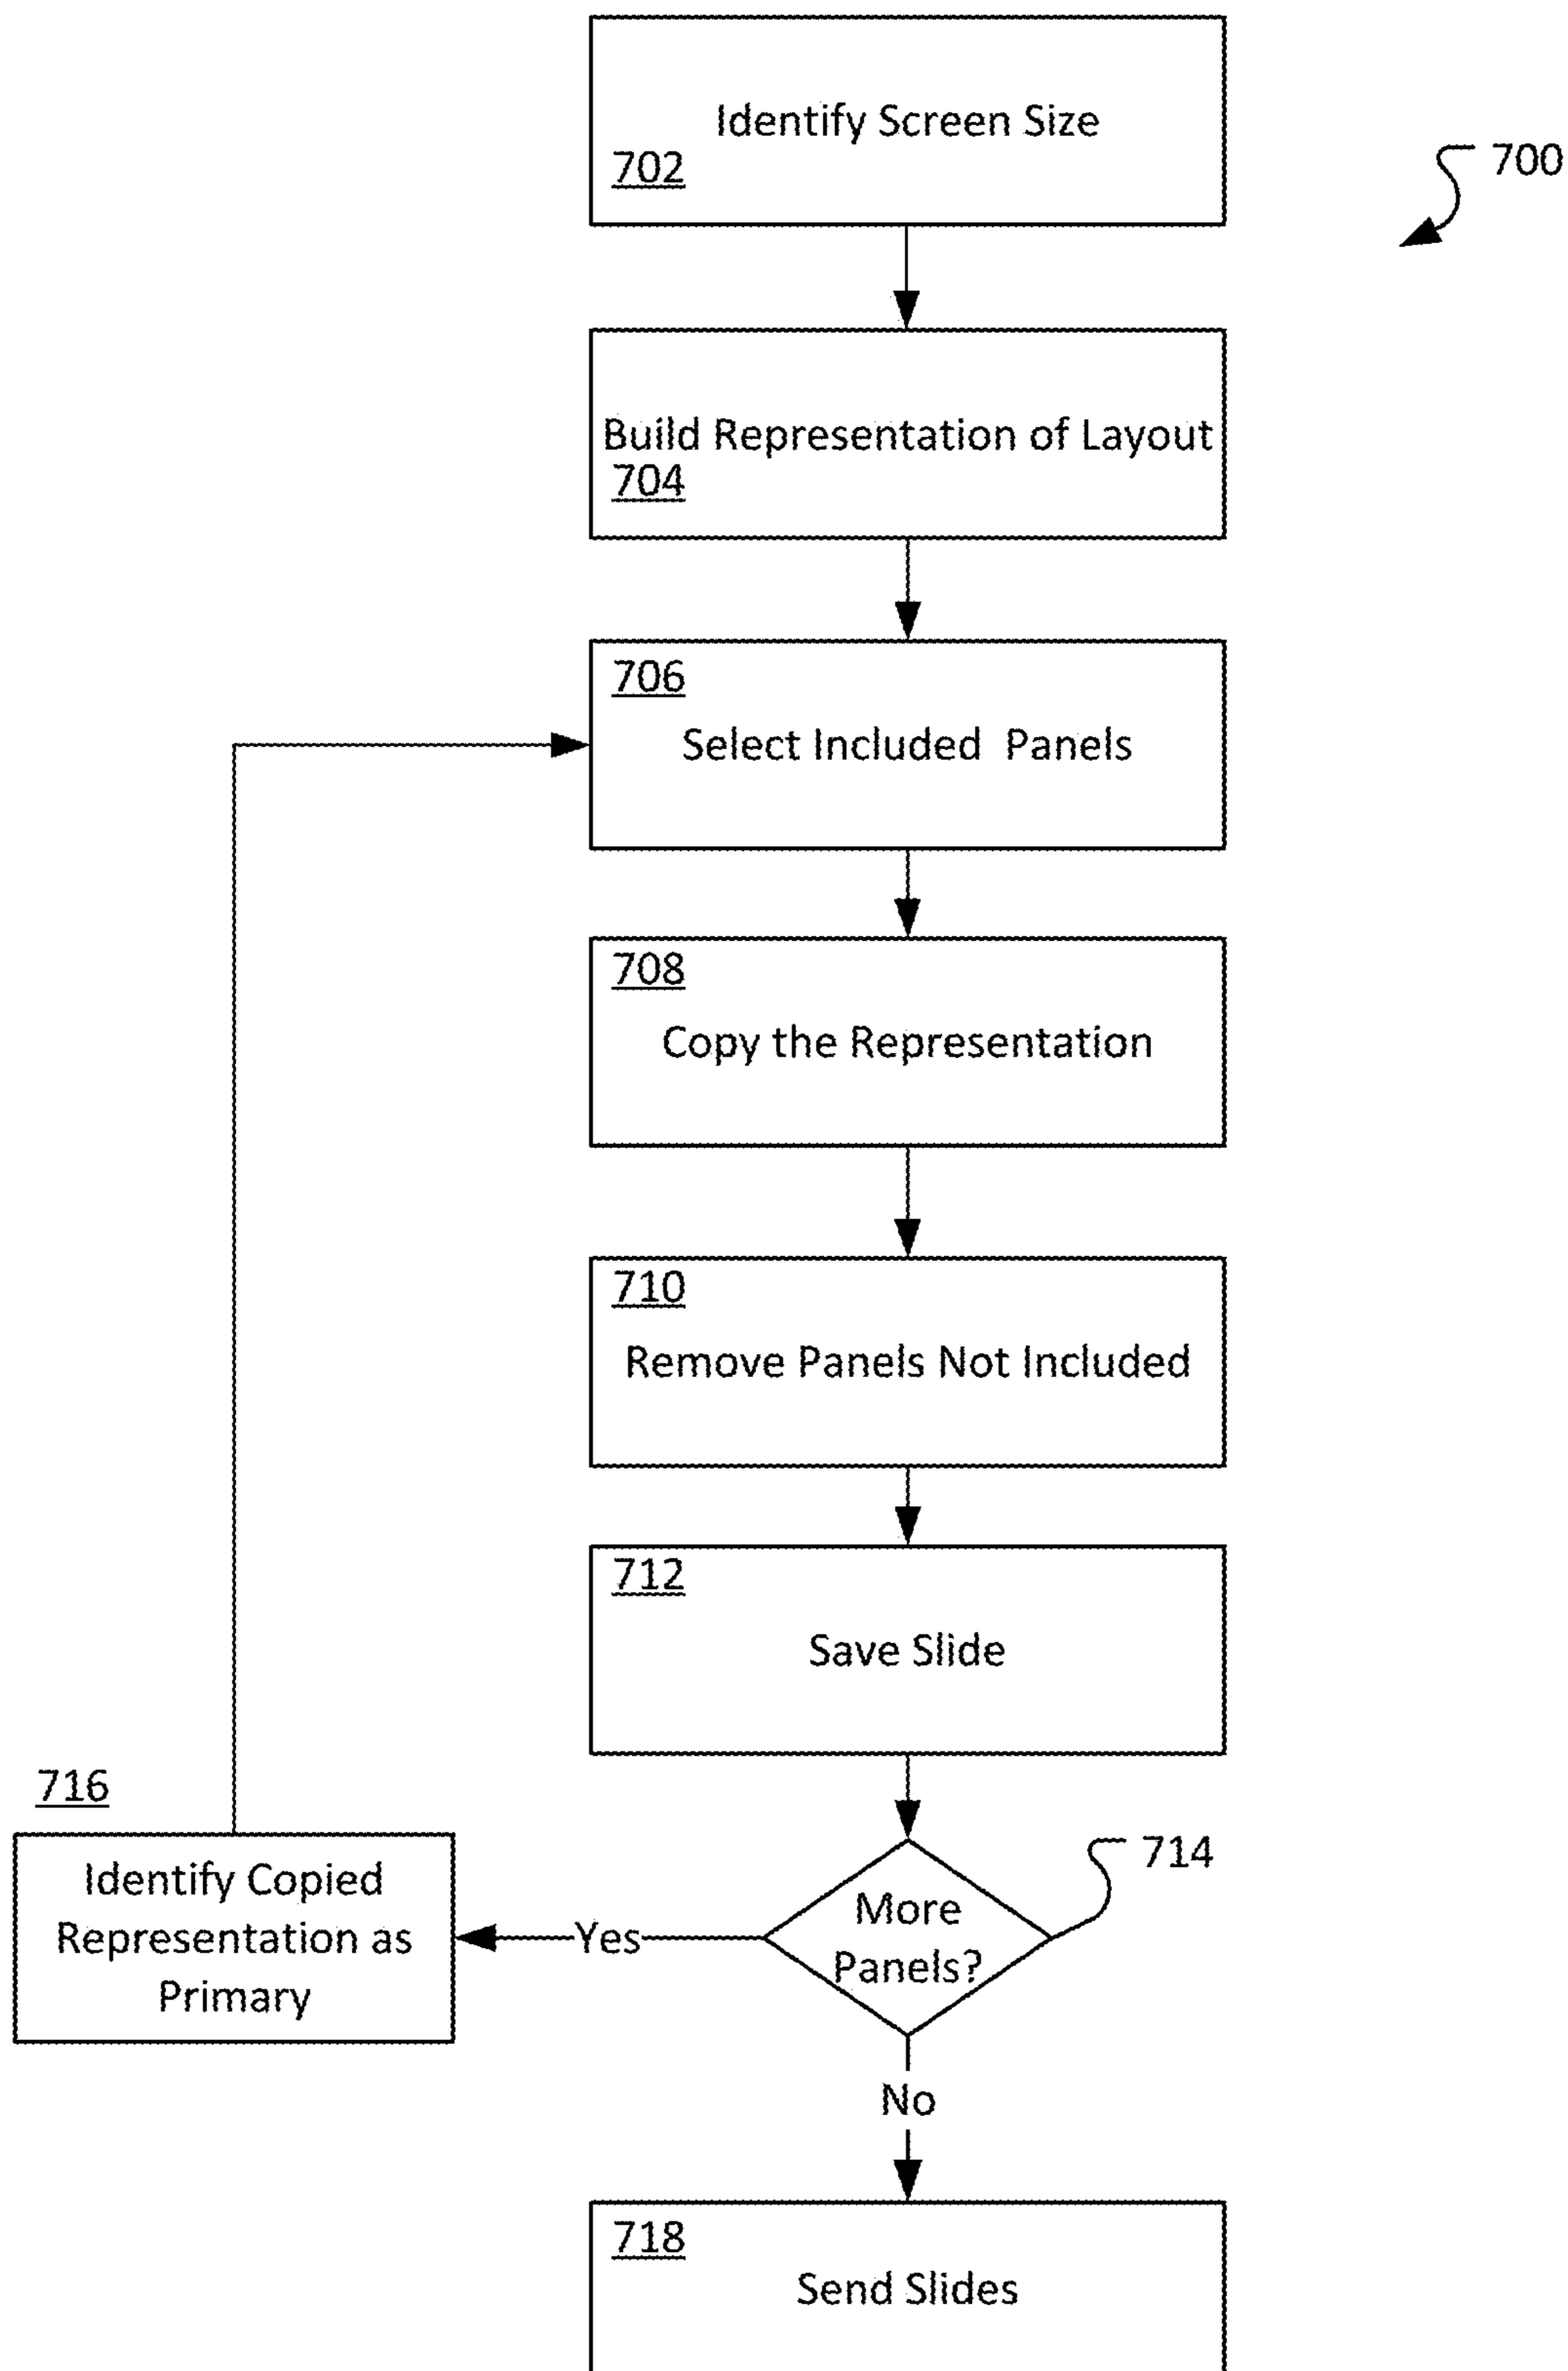 Identify Screen Size
702
700
Build Representation of Layout
704
706
Select Included Panels
708
Copy the Representation
710
Remove Panels Not Included
712
Save Slide
716
Identify Copied
Representation as
Primary
Yes
More
Panels?
714
No
718
Send Slides